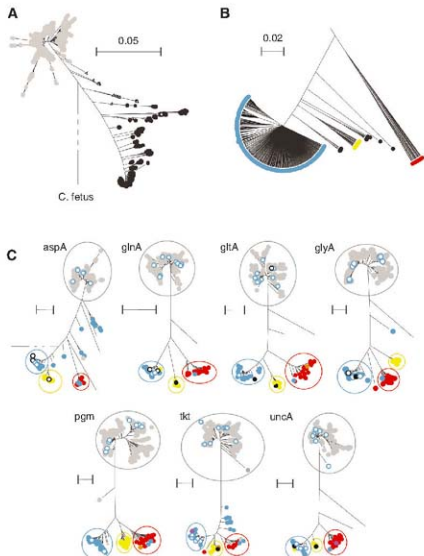 A
0.05
C. fetus
B
0.02
C
aspA
glnA
gltA
glyA
pgm
tkt
uncA